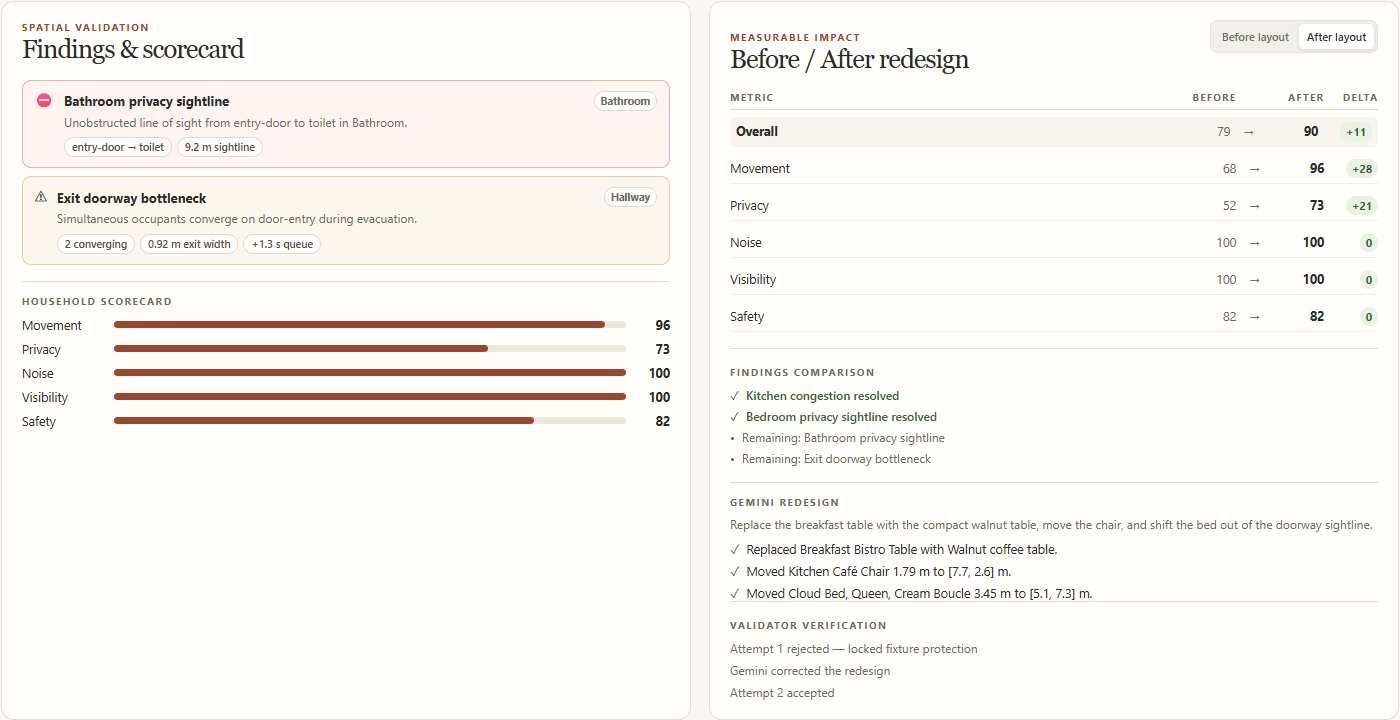 SPATIAL VALIDATION
Findings & scorecard
Bathroom privacy sightline
Bathroom
Unobstructed line of sight from entry-door to toilet in Bathroom.
entry-door → toilet 9.2 m sightline
Exit doorway bottleneck
Hallway
Simultaneous occupants converge on door-entry during evacuation.
2 converging 0.92 m exit width +1.3 s queue
HOUSEHOLD SCORECARD
Movement 96
Privacy 73
Noise 100
Visibility 100
Safety 82
MEASURABLE IMPACT
Before / After redesign
Before layout After layout
METRIC BEFORE AFTER DELTA
Overall 79 → 90 +11
Movement 68 → 96 +28
Privacy 52 → 73 +21
Noise 100 → 100 0
Visibility 100 → 100 0
Safety 82 → 82 0
FINDINGS COMPARISON
✓ Kitchen congestion resolved
✓ Bedroom privacy sightline resolved
• Remaining: Bathroom privacy sightline
• Remaining: Exit doorway bottleneck
GEMINI REDESIGN
Replace the breakfast table with the compact walnut table, move the chair, and shift the bed out of the doorway sightline.
✓ Replaced Breakfast Bistro Table with Walnut coffee table.
✓ Moved Kitchen Café Chair 1.79 m to [7.7, 2.6] m.
✓ Moved Cloud Bed, Queen, Cream Boucle 3.45 m to [5.1, 7.3] m.
VALIDATOR VERIFICATION
Attempt 1 rejected — locked fixture protection
Gemini corrected the redesign
Attempt 2 accepted